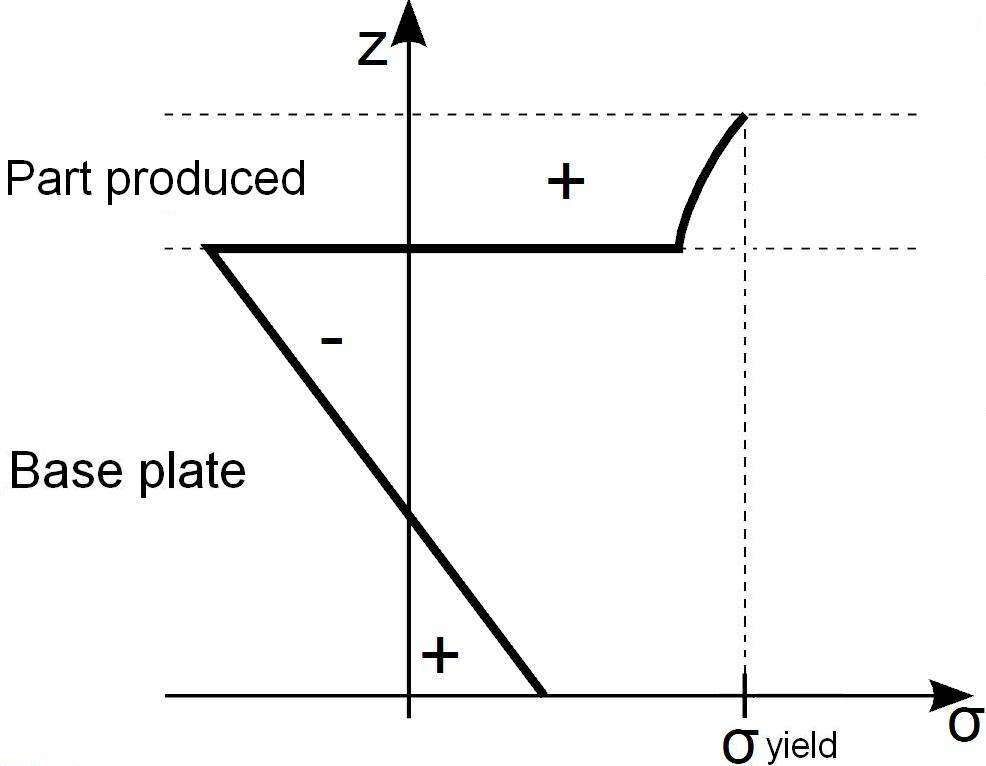 z
Part produced
+
-
Base plate
+
σ
σ yield